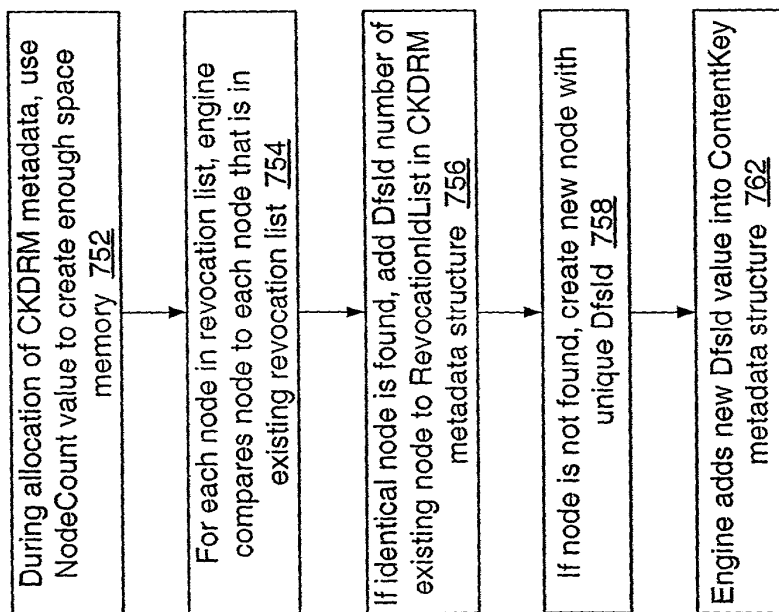 During allocation of CKDRM metadata, use
NodeCount value to create enough space
memory 752
For each node in revocation list, engine
compares node to each node that is in
existing revocation list 754
If identical node is found, add DfsId number of
existing node to RevocationIdList in CKDRM
metadata structure 756
If node is not found, create new node with
unique DfsId 758
Engine adds new DfsId value into ContentKey
metadata structure 762